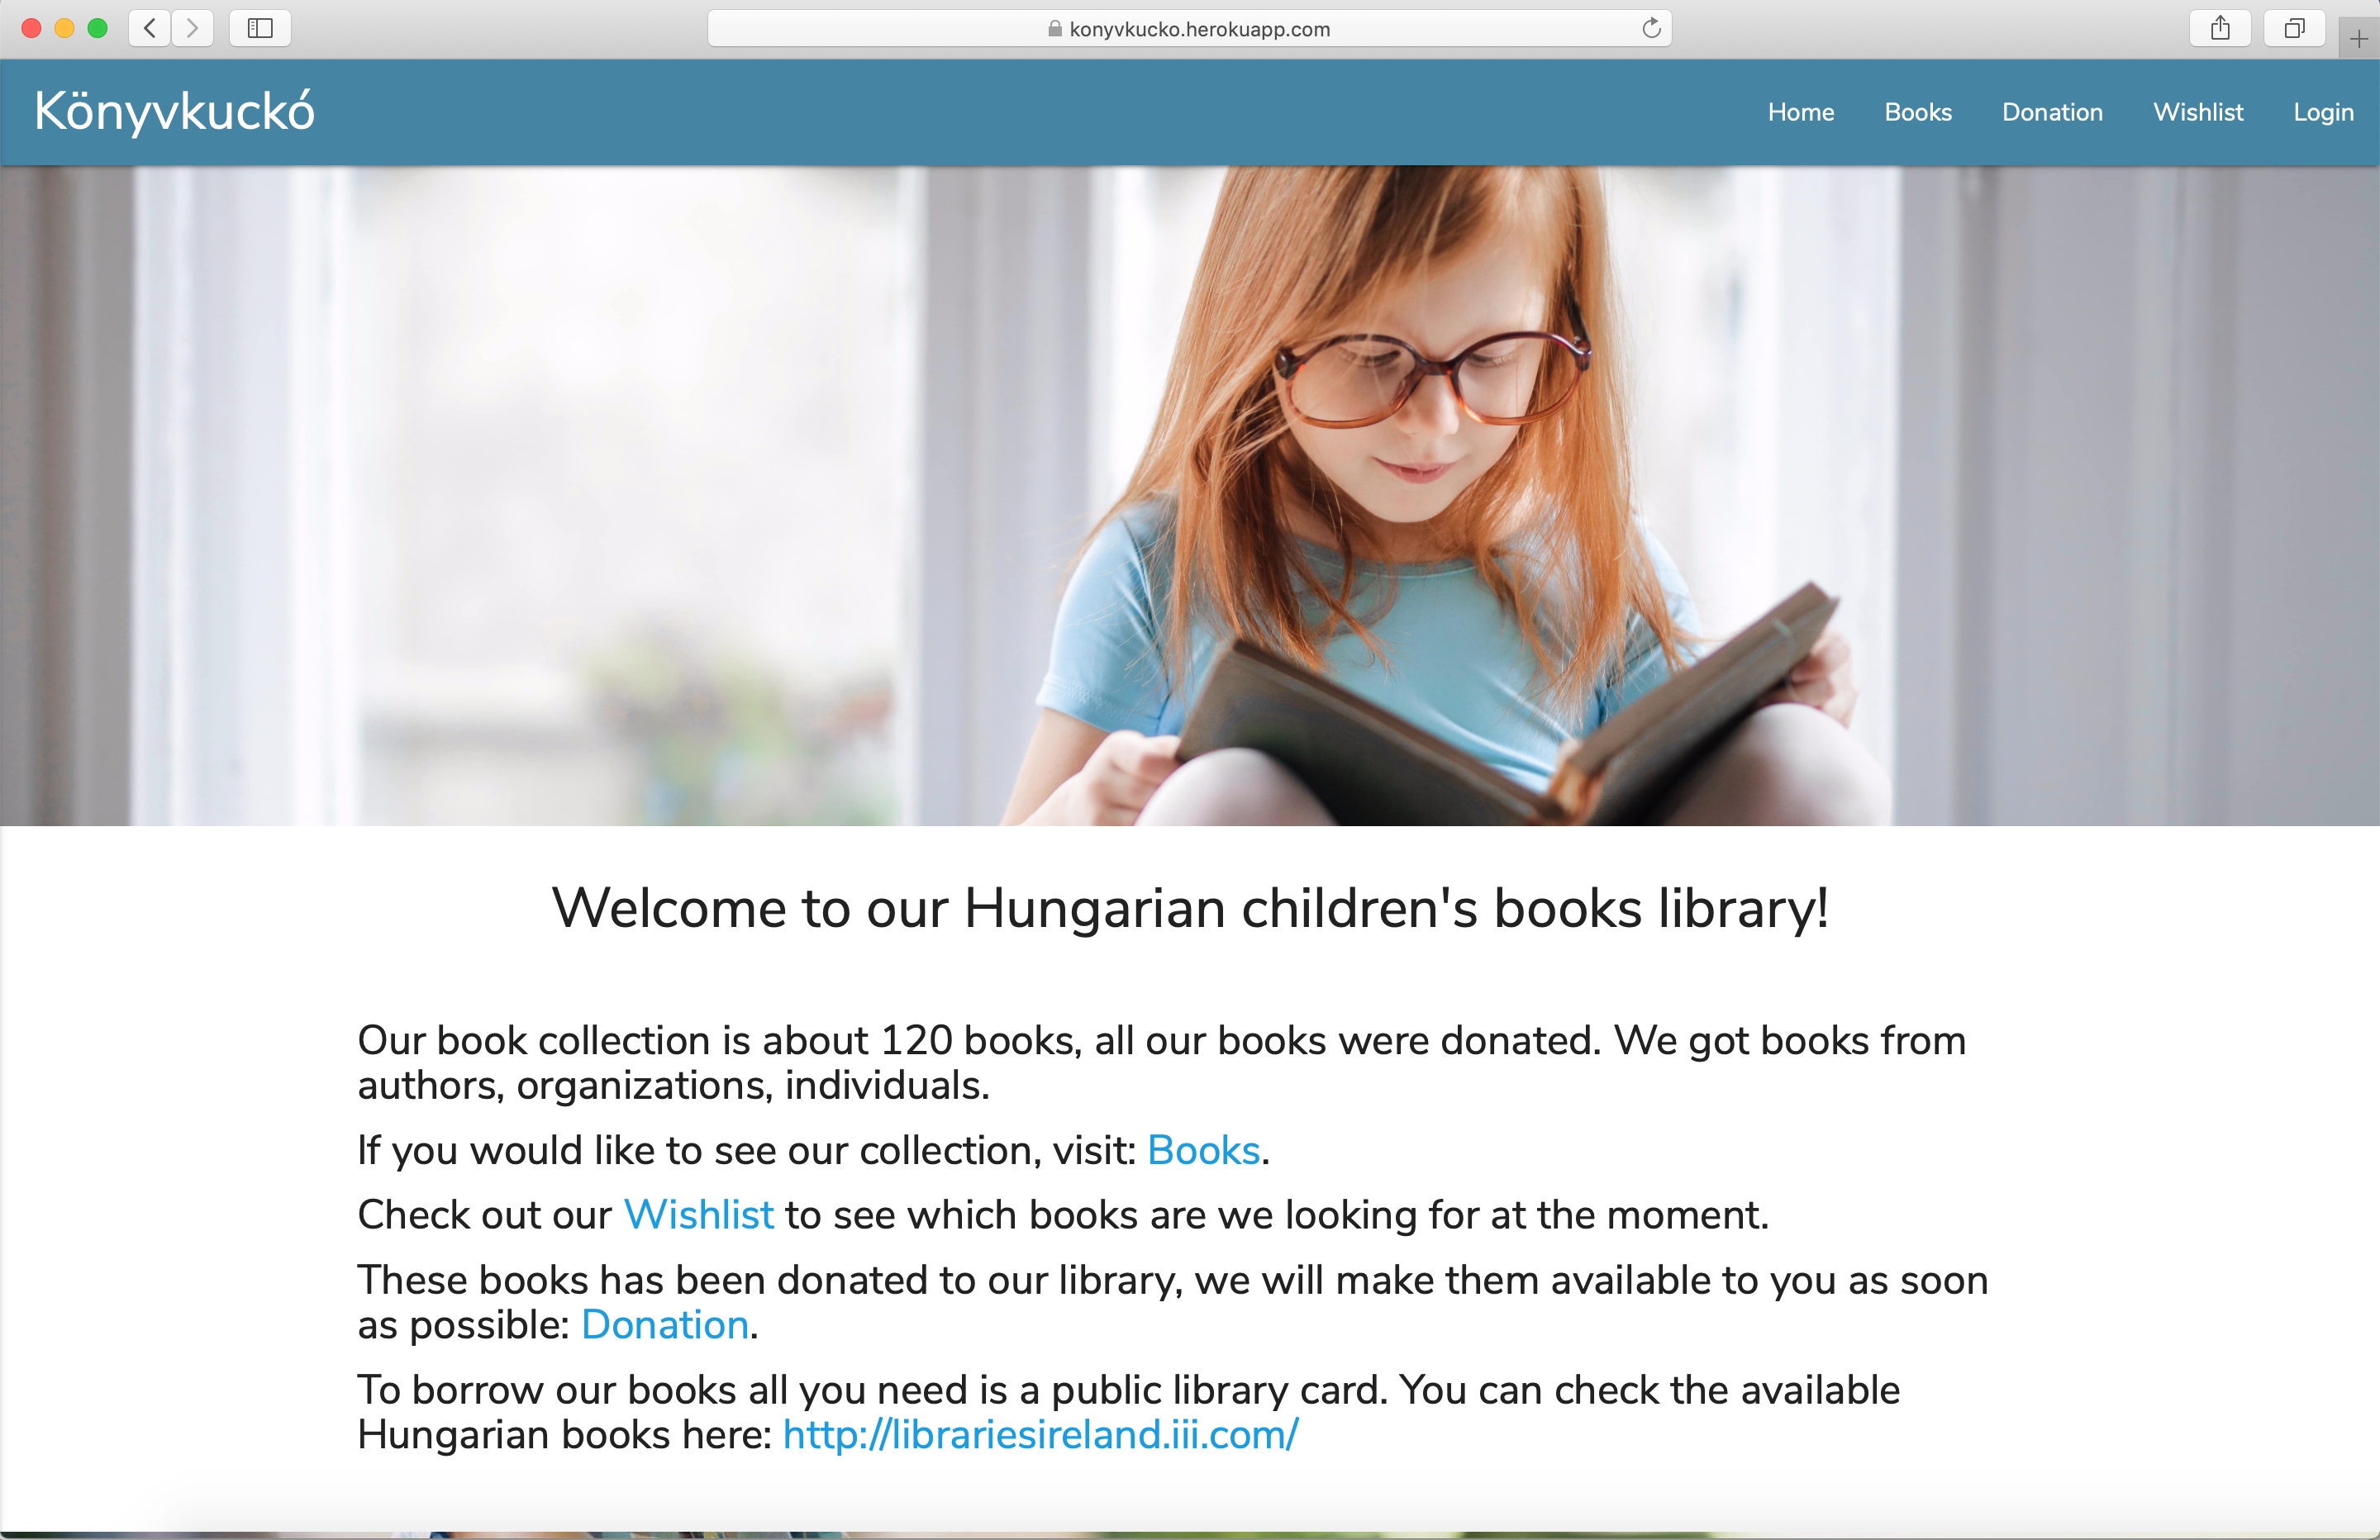 konyvkucko.herokuapp.com
Könyvkuckó
Home Books Donation Wishlist Login
Welcome to our Hungarian children's books library!
Our book collection is about 120 books, all our books were donated. We got books from
authors, organizations, individuals.
If you would like to see our collection, visit: Books.
Check out our Wishlist to see which books are we looking for at the moment.
These books has been donated to our library, we will make them available to you as soon
as possible: Donation.
To borrow our books all you need is a public library card. You can check the available
Hungarian books here: http://librariesireland.iii.com/